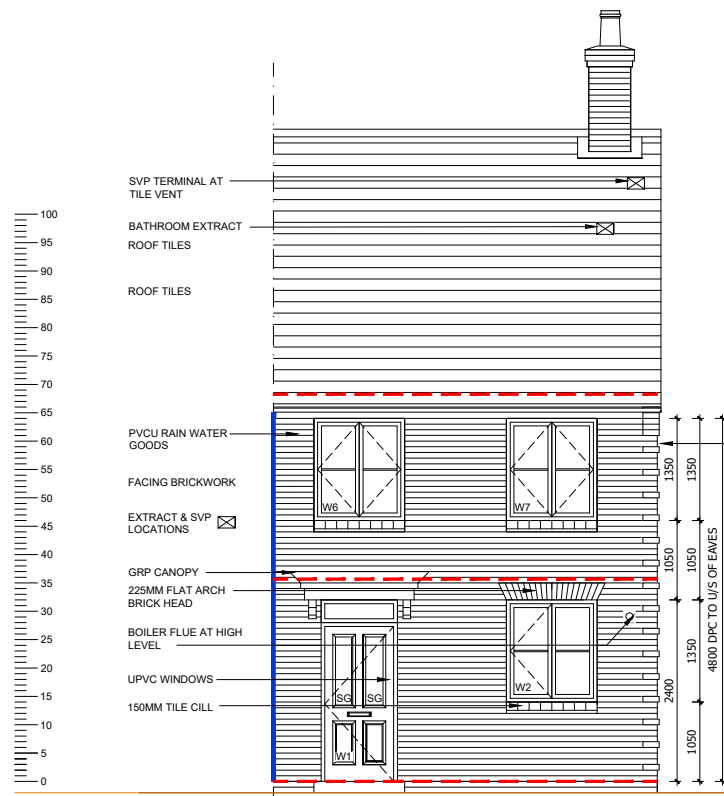 SVP TERMINAL AT
TILE VENT
BATHROOM EXTRACT
ROOF TILES
ROOF TILES
PVCU RAIN WATER
GOODS
FACING BRICKWORK
EXTRACT & SVP
LOCATIONS
GRP CANOPY
225MM FLAT ARCH
BRICK HEAD
BOILER FLUE AT HIGH
LEVEL
UPVC WINDOWS
150MM TILE CILL
100
95
90
85
80
75
70
65
60
55
50
45
40
35
30
25
20
15
10
5
0
W6
W7
W2
SG
SG
W1
1350
1050
2400
1350
1050
1350
1050
4800 DPC TO U/S OF EAVES